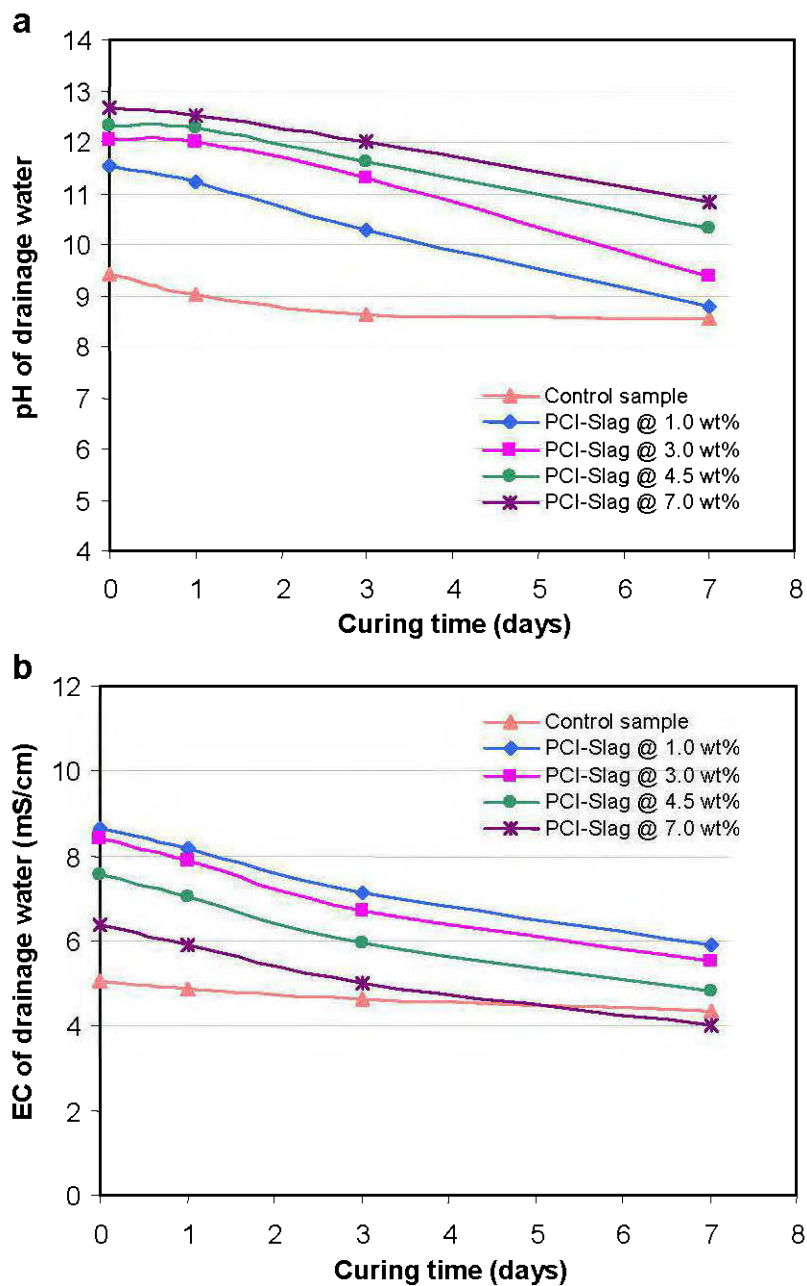 a
14
13
12
11
10
9
8
7
6
5
4
pH of drainage water
Control sample
PCI-Slag @ 1.0 wt%
PCI-Slag @ 3.0 wt%
PCI-Slag @ 4.5 wt%
PCI-Slag @ 7.0 wt%
0 1 2 3 4 5 6 7 8
Curing time (days)
b
12
10
8
6
4
2
0
EC of drainage water (mS/cm)
Control sample
PCI-Slag @ 1.0 wt%
PCI-Slag @ 3.0 wt%
PCI-Slag @ 4.5 wt%
PCI-Slag @ 7.0 wt%
0 1 2 3 4 5 6 7 8
Curing time (days)